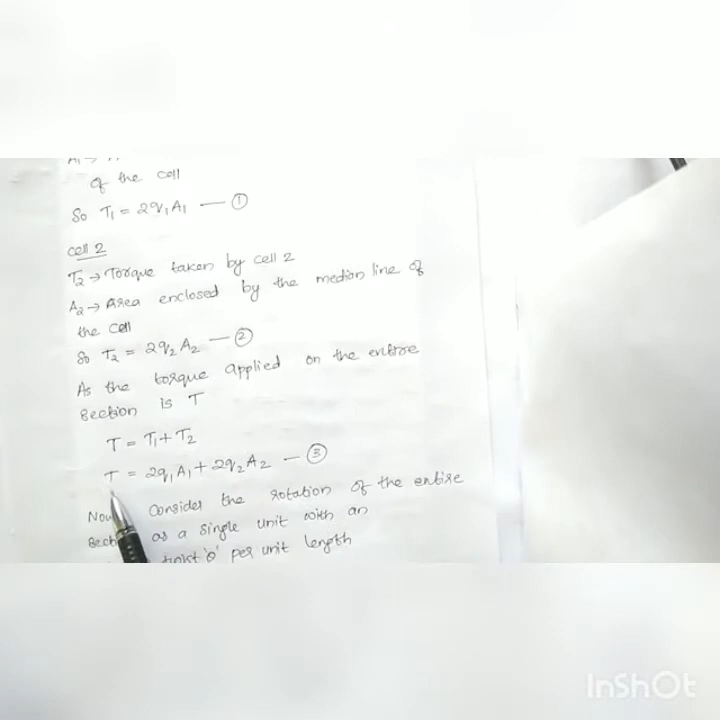 of the cell
So T₁ = 2q₁A₁ — ①
cell 2
T₂ → Torque taken by cell 2
A₂ → Area enclosed by the median line of
the cell
So T₂ = 2q₂A₂ — ②
As the torque applied on the entire
section is T
T = T₁ + T₂
T = 2q₁A₁ + 2q₂A₂ — ③
Now consider the rotation of the entire
as a single unit with an
twist 'θ' per unit length
InShOt